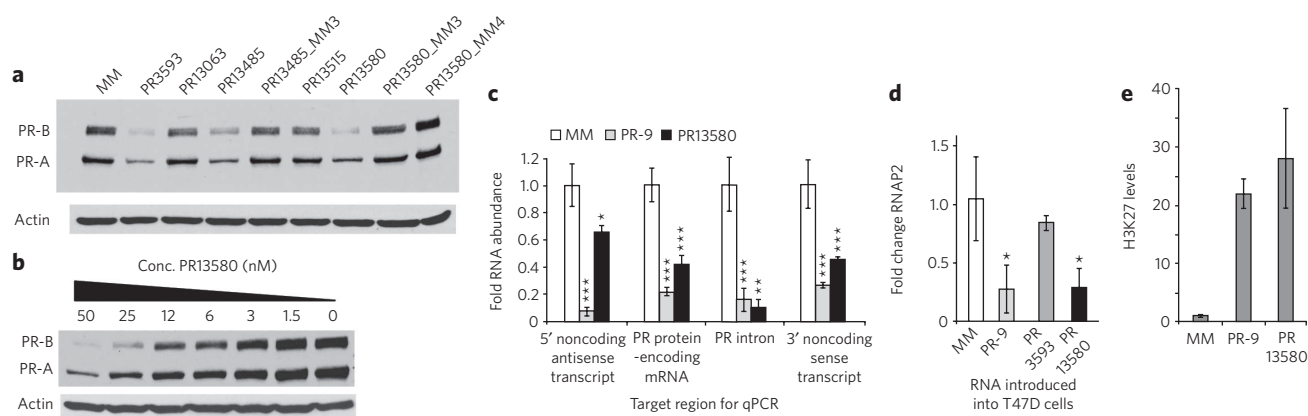 a
MM
PR3593
PR13063
PR13485
PR13485_MM3
PR13515
PR13580
PR13580_MM3
PR13580_MM4
PR-B
PR-A
Actin
b
Conc. PR13580 (nM)
50 25 12 6 3 1.5 0
PR-B
PR-A
Actin
c
MM PR-9 PR13580
Fold RNA abundance
1.2
1.0
0.8
0.6
0.4
0.2
0
***
*
***
***
***
**
***
***
5′ noncoding
antisense
transcript
PR protein
-encoding
mRNA
PR intron
3′ noncoding
sense
transcript
Target region for qPCR
d
Fold change RNAP2
1.5
1.0
0.5
0
*
*
MM
PR-9
PR
3593
PR
13580
RNA introduced
into T47D cells
e
H3K27 levels
40
30
20
10
0
MM
PR-9
PR
13580